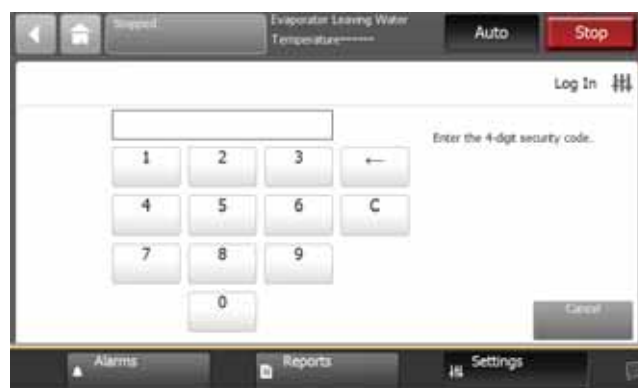 Stopped
Evaporator Leaving Water
Temperature------
Auto
Stop
Log In
Enter the 4-digit security code.
1 2 3 ←
4 5 6 C
7 8 9
0
Cancel
Alarms
Reports
Settings